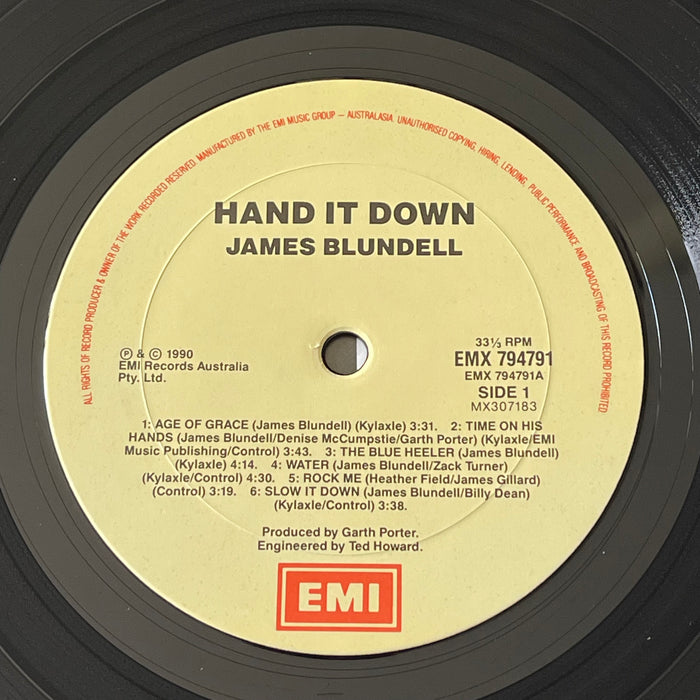 ALL RIGHTS OF RECORD PRODUCER & OWNER OF THE WORK RECORDED RESERVED. MANUFACTURED BY THE EMI MUSIC GROUP – AUSTRALASIA. UNAUTHORISED COPYING, HIRING, LENDING, PUBLIC PERFORMANCE AND BROADCASTING OF THIS RECORD PROHIBITED
HAND IT DOWN
JAMES BLUNDELL
Ⓟ & © 1990
EMI Records Australia
Pty. Ltd.
33⅓ RPM
EMX 794791
EMX 794791A
SIDE 1
MX307183
1: AGE OF GRACE (James Blundell) (Kylaxle) 3:31. 2: TIME ON HIS
HANDS (James Blundell/Denise McCumpstie/Garth Porter) (Kylaxle/EMI
Music Publishing/Control) 3:43. 3: THE BLUE HEELER (James Blundell)
(Kylaxle) 4:14. 4: WATER (James Blundell/Zack Turner)
(Kylaxle/Control) 4:30. 5: ROCK ME (Heather Field/James Gillard)
(Control) 3:19. 6: SLOW IT DOWN (James Blundell/Billy Dean)
(Kylaxle/Control) 3:38.
Produced by Garth Porter.
Engineered by Ted Howard.
EMI